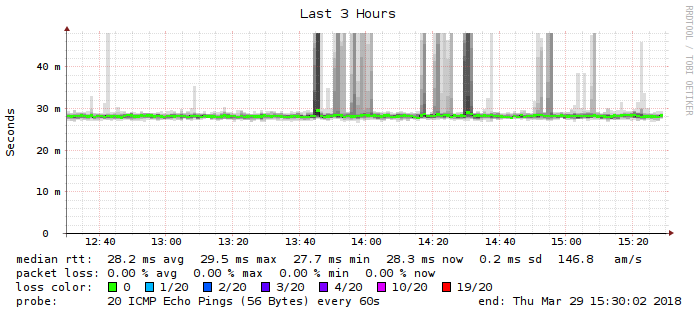 Last 3 Hours
RRDTOOL / TOBI OETIKER
Seconds
40 m
30 m
20 m
10 m
0
12:40 13:00 13:20 13:40 14:00 14:20 14:40 15:00 15:20
median rtt: 28.2 ms avg 29.5 ms max 27.7 ms min 28.3 ms now 0.2 ms sd 146.8 am/s
packet loss: 0.00 % avg 0.00 % max 0.00 % min 0.00 % now
loss color: 0 1/20 2/20 3/20 4/20 10/20 19/20
probe: 20 ICMP Echo Pings (56 Bytes) every 60s end: Thu Mar 29 15:30:02 2018